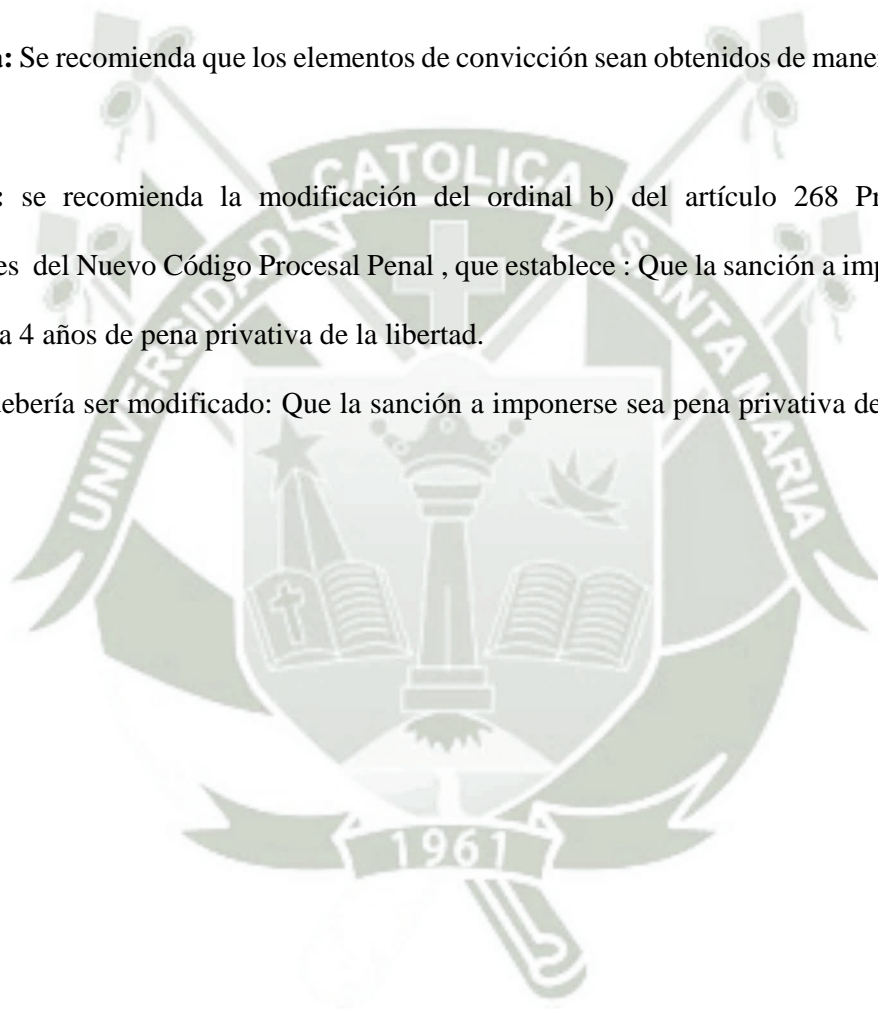 a: Se recomienda que los elementos de convicción sean obtenidos de mane
CATOLICA
: se recomienda la modificación del ordinal b) del artículo 268 Pr
es del Nuevo Código Procesal Penal , que establece : Que la sanción a imp
a 4 años de pena privativa de la libertad.
ebería ser modificado: Que la sanción a imponerse sea pena privativa de
UNIVERSIDAD
SANTA MARIA
1961